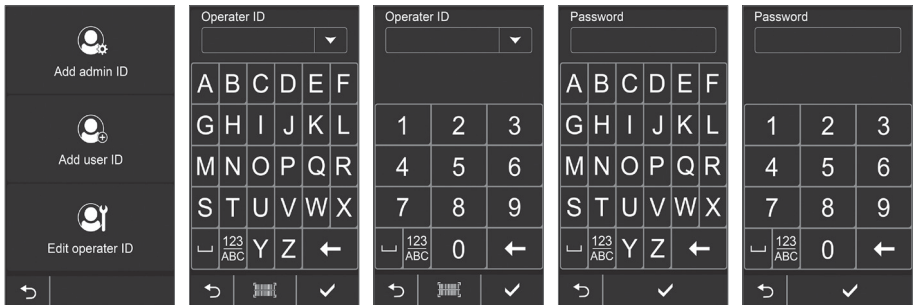 Add admin ID
Add user ID
Edit operater ID
Operater ID
A B C D E F
G H I J K L
M N O P Q R
S T U V W X
123
ABC Y Z
Operater ID
1 2 3
4 5 6
7 8 9
123
ABC 0
Password
A B C D E F
G H I J K L
M N O P Q R
S T U V W X
123
ABC Y Z
Password
1 2 3
4 5 6
7 8 9
123
ABC 0